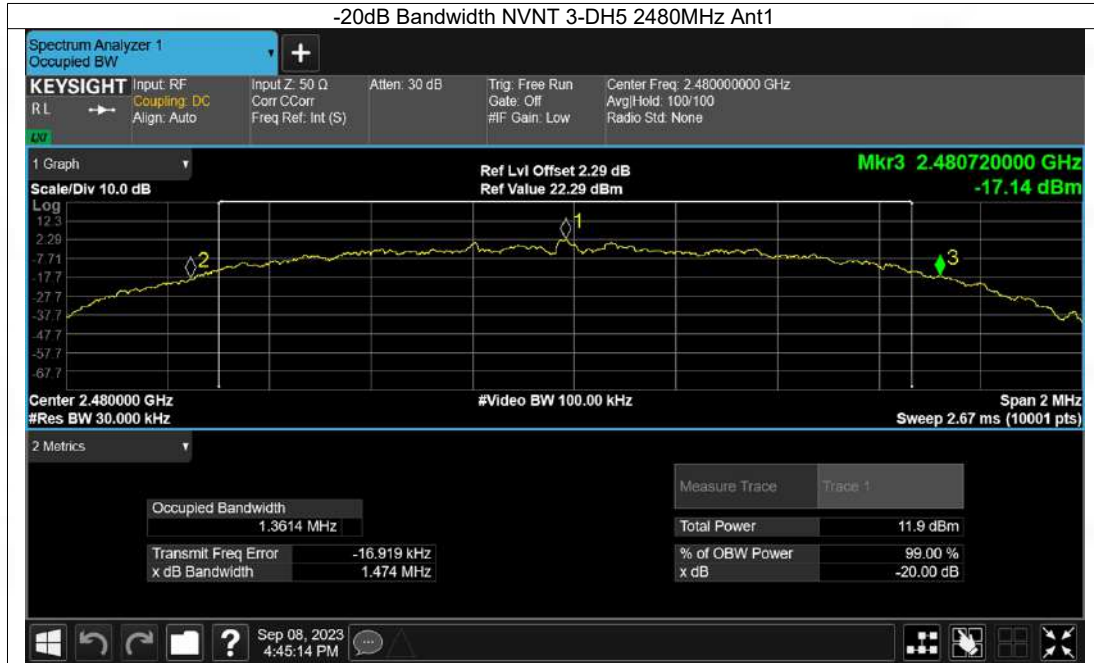 -20dB Bandwidth NVNT 3-DH5 2480MHz Ant1
Spectrum Analyzer 1
Occupied BW
+
KEYSIGHT Input: RF Input Z: 50 Ω Atten: 30 dB Trig: Free Run Center Freq: 2.480000000 GHz
RL Coupling: DC Corr CCorr Gate: Off Avg|Hold: 100/100
Align: Auto Freq Ref: Int (S) #IF Gain: Low Radio Std: None
LXI
1 Graph Ref Lvl Offset 2.29 dB Mkr3 2.480720000 GHz
Scale/Div 10.0 dB Ref Value 22.29 dBm -17.14 dBm
Log
12.3
2.29
-7.71
-17.7
-27.7
-37.7
-47.7
-57.7
-67.7
1
2
3
Center 2.480000 GHz #Video BW 100.00 kHz Span 2 MHz
#Res BW 30.000 kHz Sweep 2.67 ms (10001 pts)
2 Metrics
Measure Trace Trace 1
Occupied Bandwidth
1.3614 MHz Total Power 11.9 dBm
Transmit Freq Error -16.919 kHz % of OBW Power 99.00 %
x dB Bandwidth 1.474 MHz x dB -20.00 dB
? Sep 08, 2023
4:45:14 PM